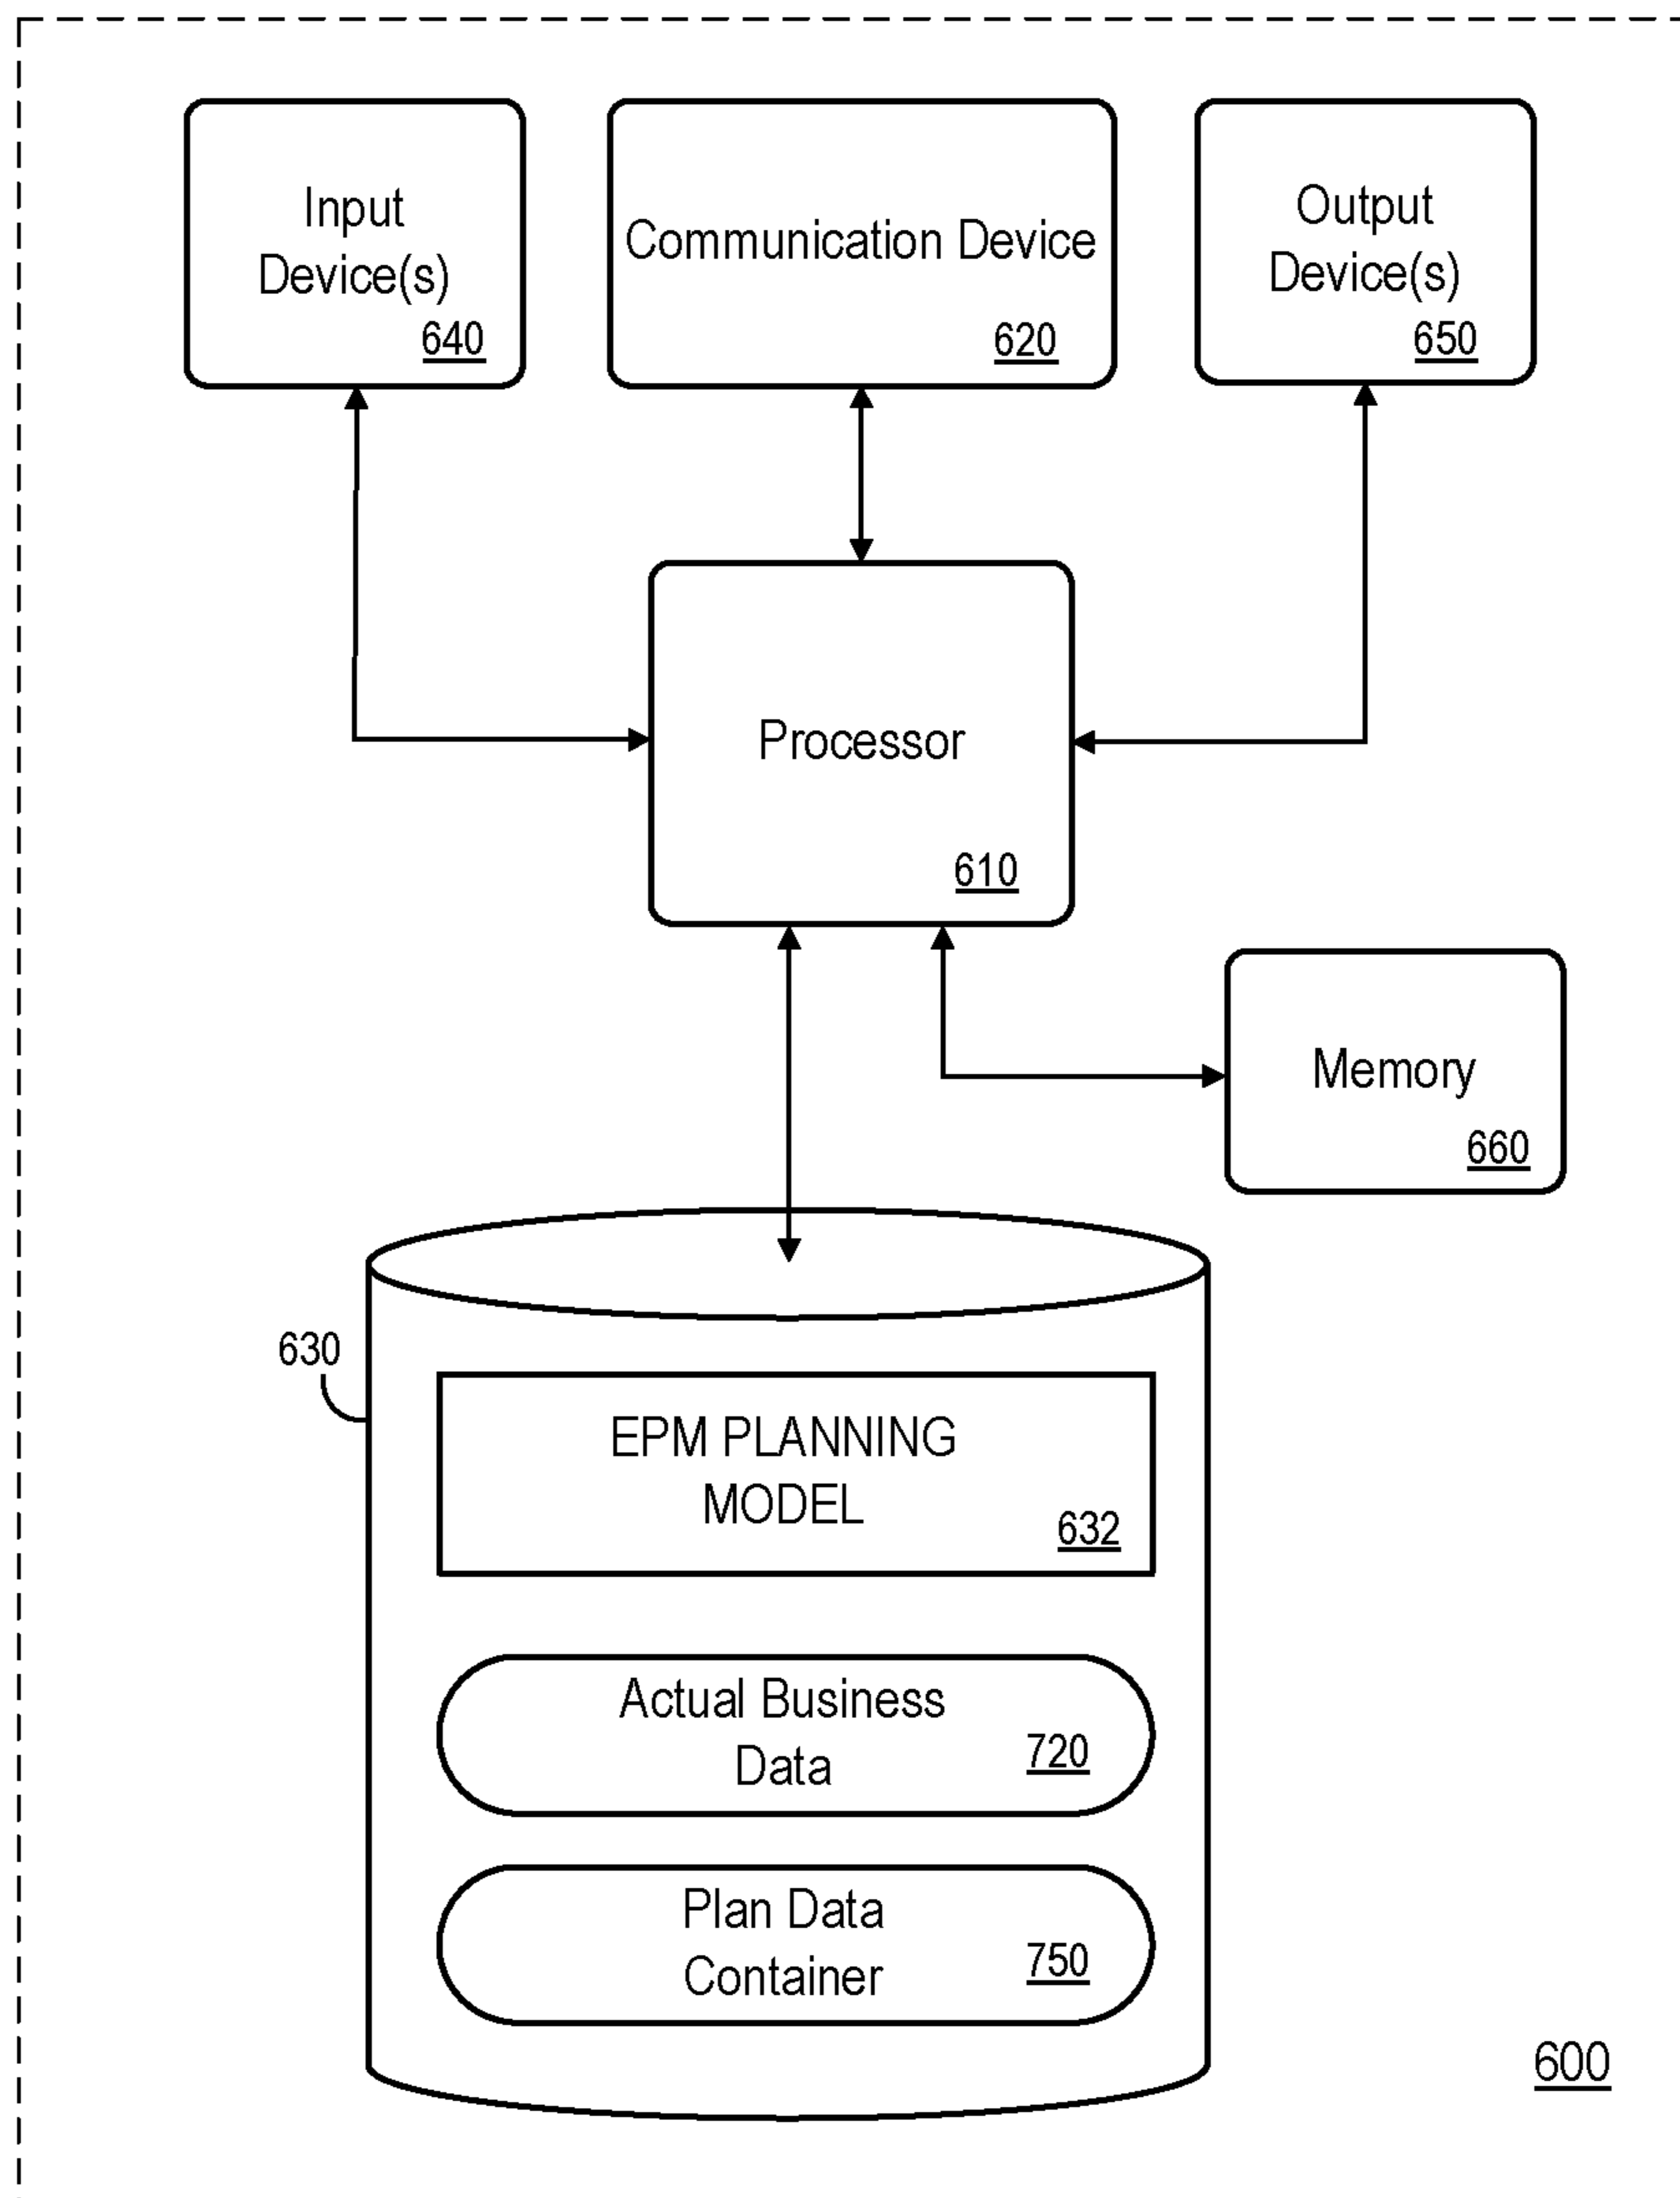 Input
Device(s)
640
Communication Device
620
Output
Device(s)
650
Processor
610
Memory
660
630
EPM PLANNING
MODEL
632
Actual Business
Data
720
Plan Data
Container
750
600